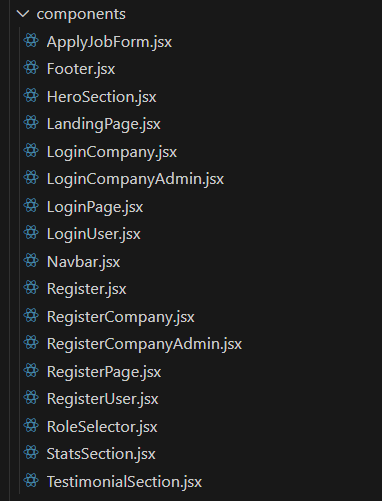 components
ApplyJobForm.jsx
Footer.jsx
HeroSection.jsx
LandingPage.jsx
LoginCompany.jsx
LoginCompanyAdmin.jsx
LoginPage.jsx
LoginUser.jsx
Navbar.jsx
Register.jsx
RegisterCompany.jsx
RegisterCompanyAdmin.jsx
RegisterPage.jsx
RegisterUser.jsx
RoleSelector.jsx
StatsSection.jsx
TestimonialSection.jsx